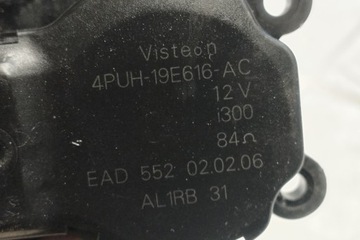 Visteon
4PUH-19E616-AC
12 V
i300
84Ω
EAD 552 02.02.06
AL1RB 31